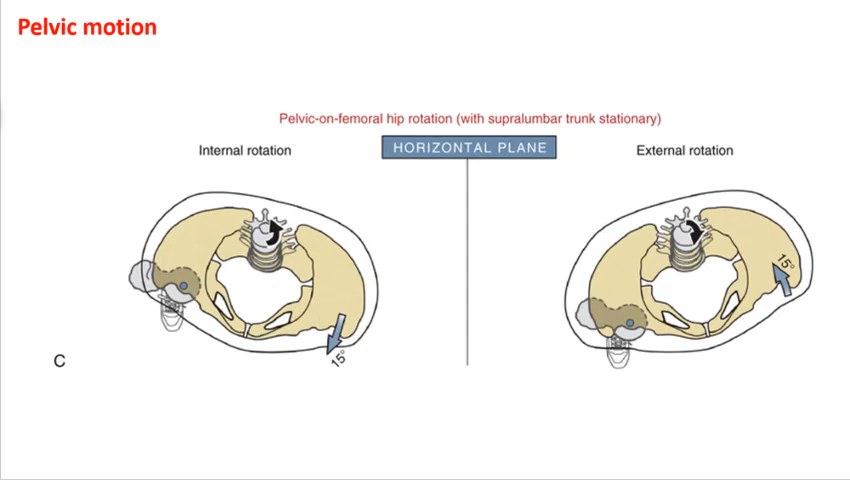 Pelvic motion
Pelvic-on-femoral hip rotation (with supralumbar trunk stationary)
Internal rotation
HORIZONTAL PLANE
External rotation
15°
15°
C